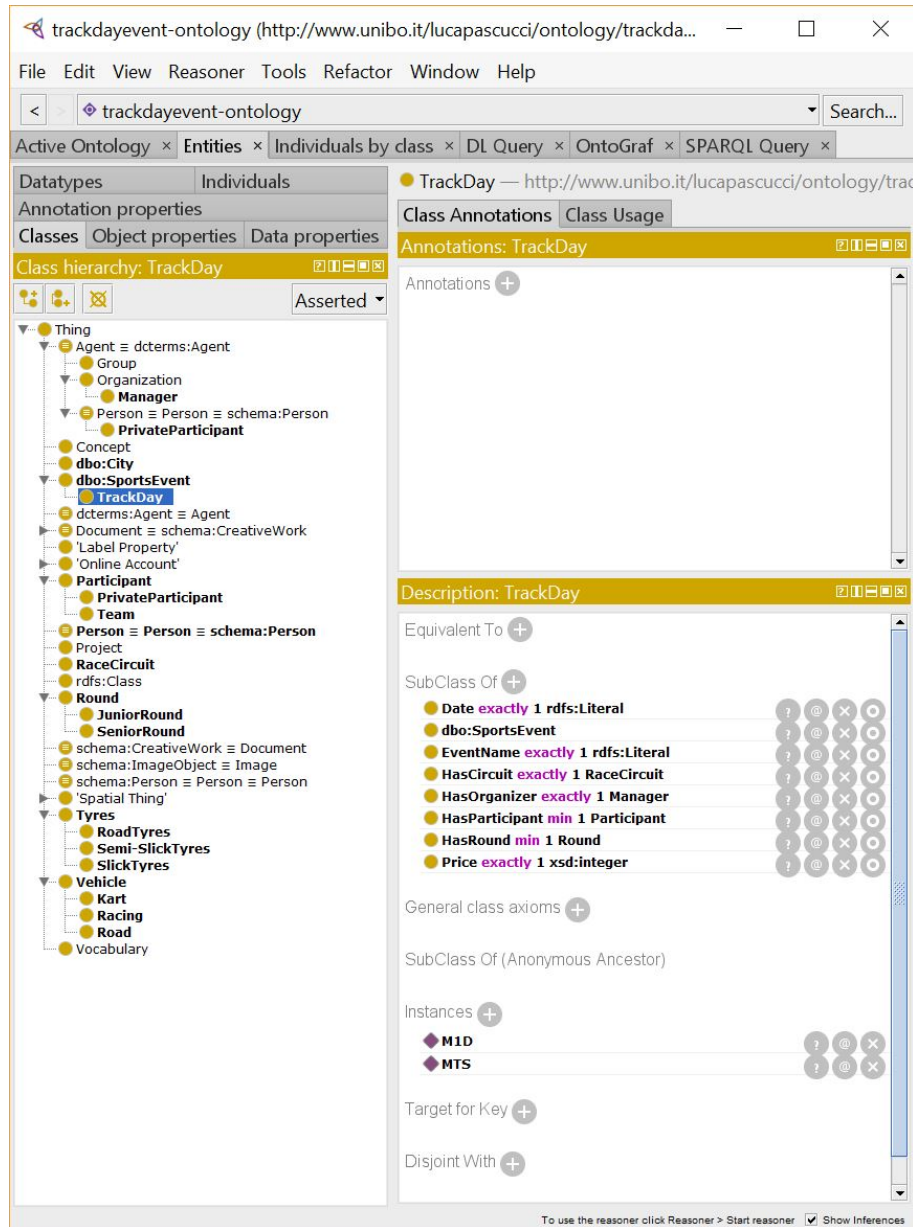 trackdayevent-ontology (http://www.unibo.it/lucapascucci/ontology/trackda...
File Edit View Reasoner Tools Refactor Window Help
< > trackdayevent-ontology Search...
Active Ontology × Entities × Individuals by class × DL Query × OntoGraf × SPARQL Query ×
Datatypes Individuals
Annotation properties
Classes Object properties Data properties
Class hierarchy: TrackDay
Asserted
Thing
Agent ≡ dcterms:Agent
Group
Organization
Manager
Person ≡ Person ≡ schema:Person
PrivateParticipant
Concept
dbo:City
dbo:SportsEvent
TrackDay
dcterms:Agent ≡ Agent
Document ≡ schema:CreativeWork
'Label Property'
'Online Account'
Participant
PrivateParticipant
Team
Person ≡ Person ≡ schema:Person
Project
RaceCircuit
rdfs:Class
Round
JuniorRound
SeniorRound
schema:CreativeWork ≡ Document
schema:ImageObject ≡ Image
schema:Person ≡ Person ≡ Person
'Spatial Thing'
Tyres
RoadTyres
Semi-SlickTyres
SlickTyres
Vehicle
Kart
Racing
Road
Vocabulary
TrackDay — http://www.unibo.it/lucapascucci/ontology/trac
Class Annotations Class Usage
Annotations: TrackDay
Annotations
Description: TrackDay
Equivalent To
SubClass Of
Date exactly 1 rdfs:Literal
dbo:SportsEvent
EventName exactly 1 rdfs:Literal
HasCircuit exactly 1 RaceCircuit
HasOrganizer exactly 1 Manager
HasParticipant min 1 Participant
HasRound min 1 Round
Price exactly 1 xsd:integer
General class axioms
SubClass Of (Anonymous Ancestor)
Instances
M1D
MTS
Target for Key
Disjoint With
To use the reasoner click Reasoner > Start reasoner Show Inferences